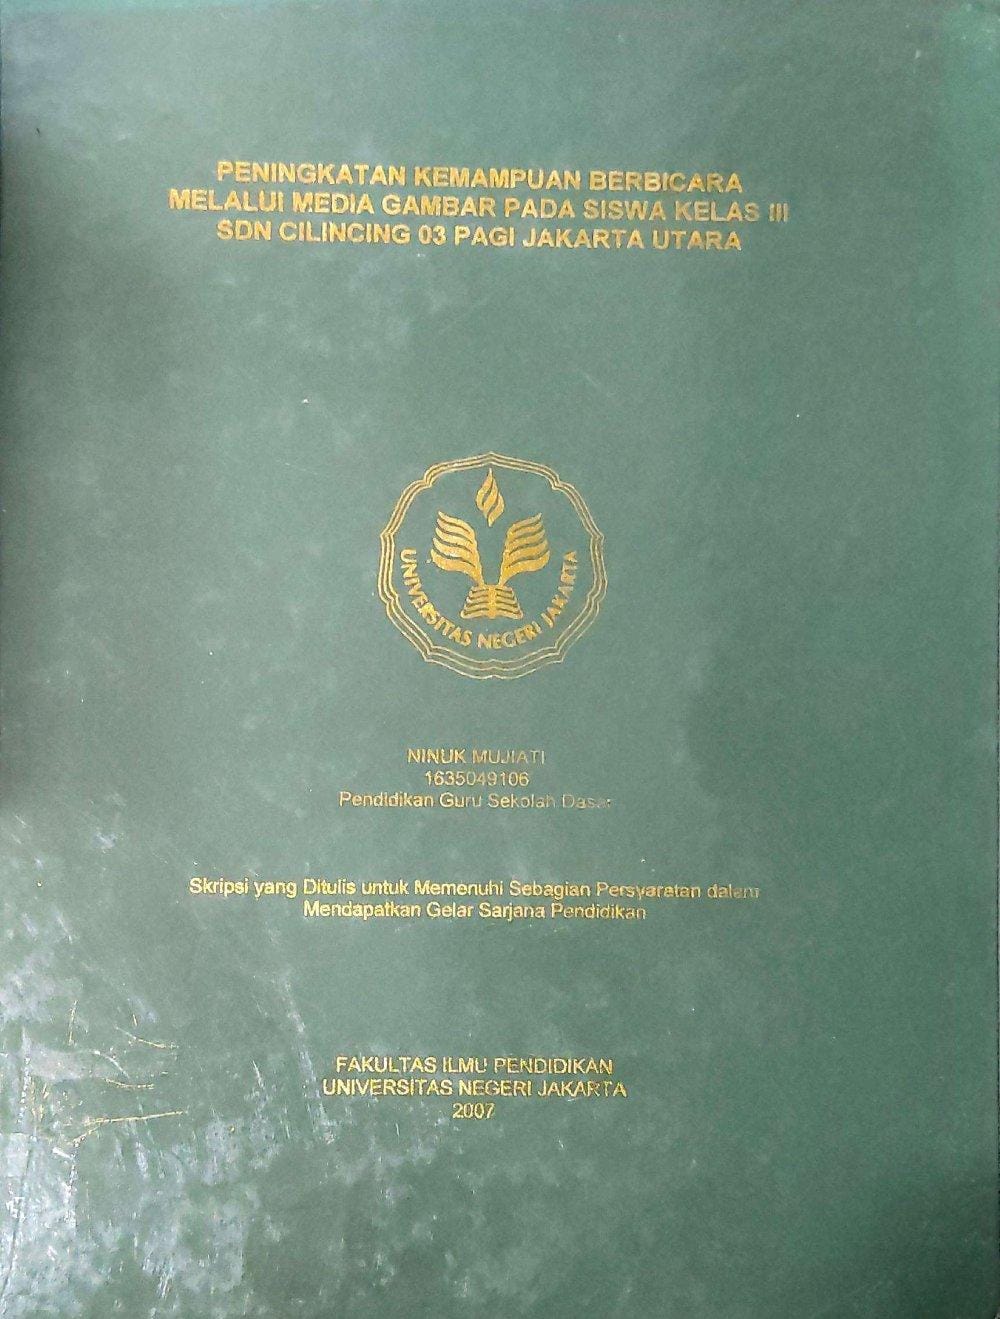 PENINGKATAN KEMAMPUAN BERBICARA
MELALUI MEDIA GAMBAR PADA SISWA KELAS III
SDN CILINCING 03 PAGI JAKARTA UTARA
UNIVERSITAS NEGERI JAKARTA
NINUK MUJIATI
1635049106
Pendidikan Guru Sekolah Dasar
Skripsi yang Ditulis untuk Memenuhi Sebagian Persyaratan dalam
Mendapatkan Gelar Sarjana Pendidikan
FAKULTAS ILMU PENDIDIKAN
UNIVERSITAS NEGERI JAKARTA
2007